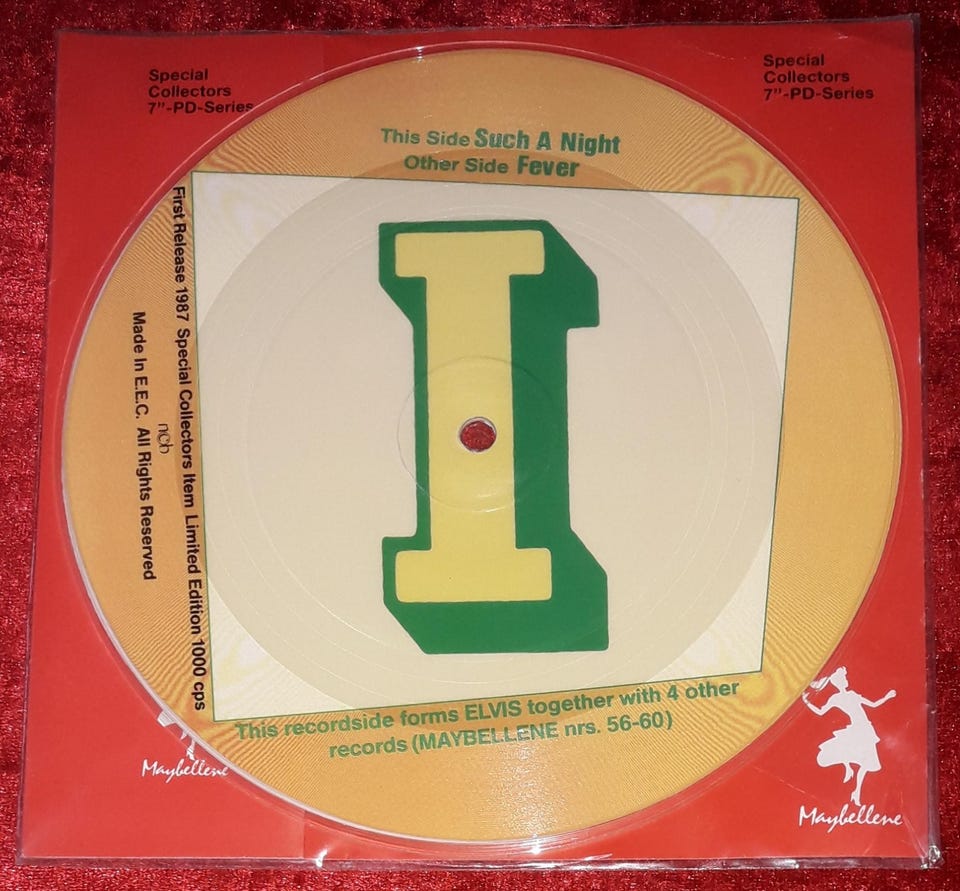 Special
Collectors
7"-PD-Series
Special
Collectors
7"-PD-Series
This Side Such A Night
Other Side Fever
I
First Release 1987 Special Collectors Item Limited Edition 1000 cps
ncb
Made In E.E.C. All Rights Reserved
This recordside forms ELVIS together with 4 other
records (MAYBELLENE nrs. 56-60)
Maybellene
Maybellene